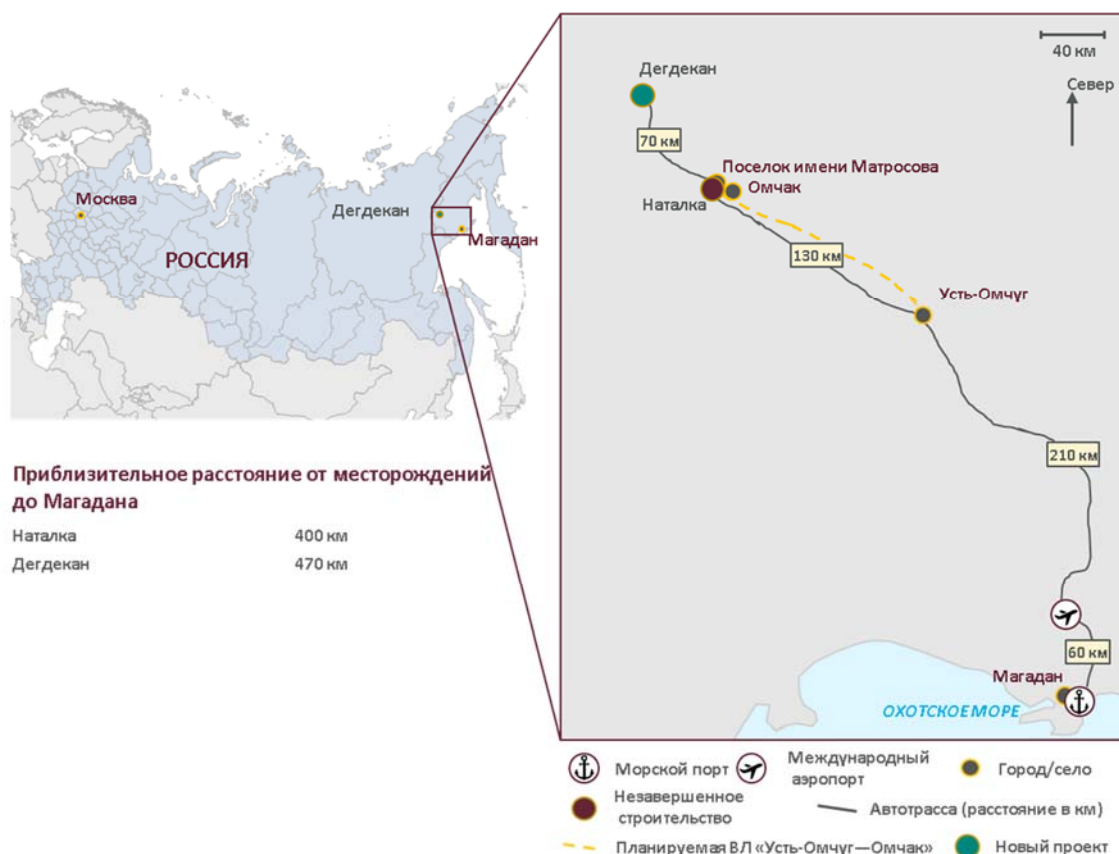 Москва
РОССИЯ
Дегдекан
Магадан
Приблизительное расстояние от месторождений
до Магадана
Наталка 400 км
Дегдекан 470 км
40 км
Север
Дегдекан
70 км
Поселок имени Матросова
Омчак
Наталка
130 км
Усть-Омчуг
210 км
60 км
Магадан
ОХОТСКОЕ МОРЕ
Морской порт
Международный
аэропорт
Город/село
Незавершенное
строительство
Автотрасса (расстояние в км)
Планируемая ВЛ «Усть-Омчуг—Омчак»
Новый проект